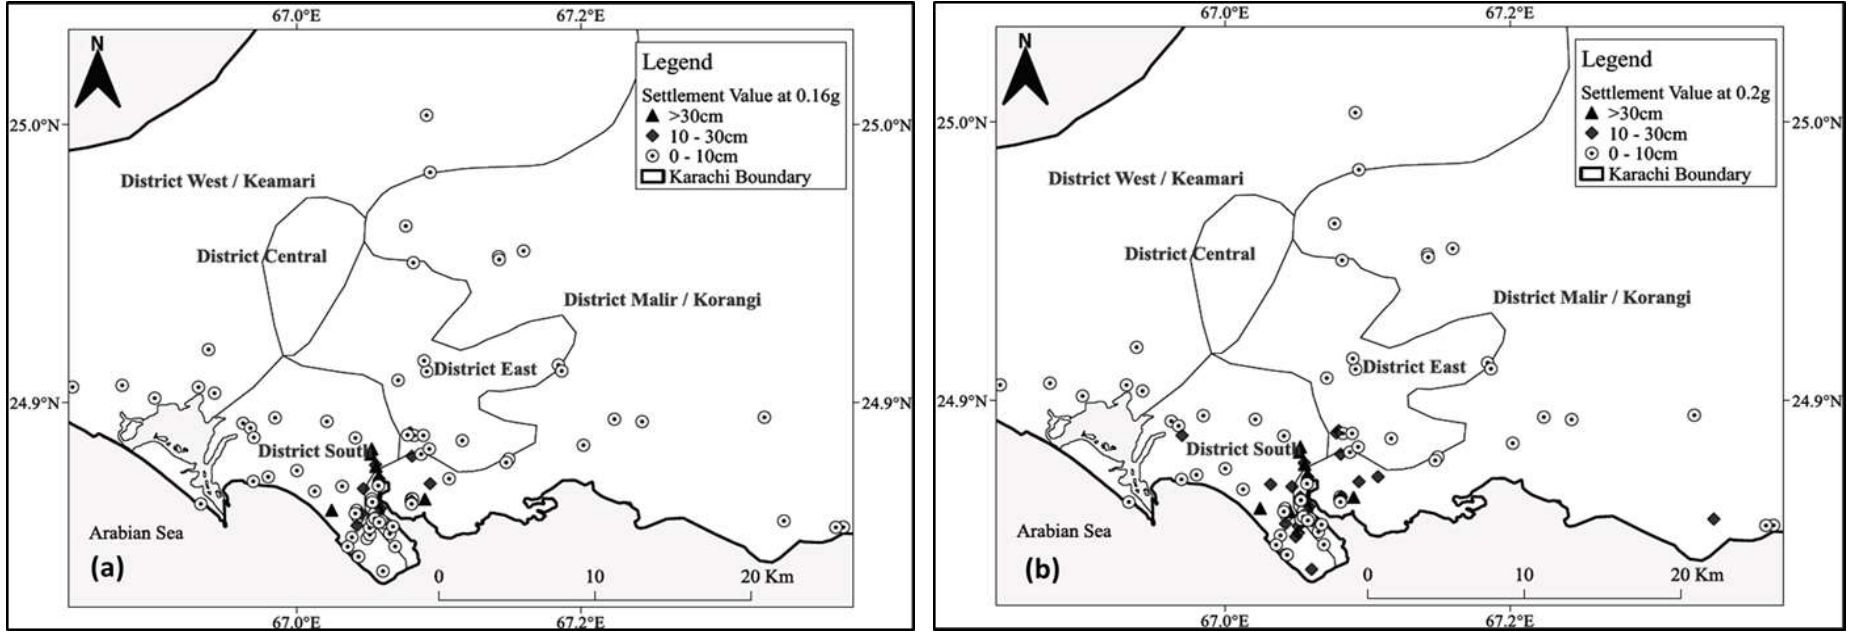 67.0°E 67.2°E
N
Legend
Settlement Value at 0.16g
>30cm
10 - 30cm
0 - 10cm
Karachi Boundary
25.0°N 25.0°N
District West / Keamari
District Central
District Malir / Korangi
District East
24.9°N 24.9°N
District South
Arabian Sea
(a)
0 10 20 Km
67.0°E 67.2°E
67.0°E 67.2°E
N
Legend
Settlement Value at 0.2g
>30cm
10 - 30cm
0 - 10cm
Karachi Boundary
25.0°N 25.0°N
District West / Keamari
District Central
District Malir / Korangi
District East
24.9°N 24.9°N
District South
Arabian Sea
(b)
0 10 20 Km
67.0°E 67.2°E